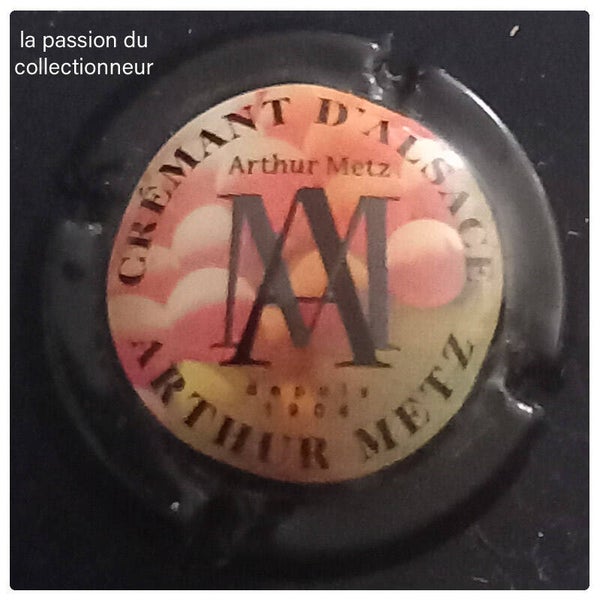 la passion du
collectionneur
CRÉMANT D'ALSACE
Arthur Metz
AM
depuis
1904
ARTHUR METZ